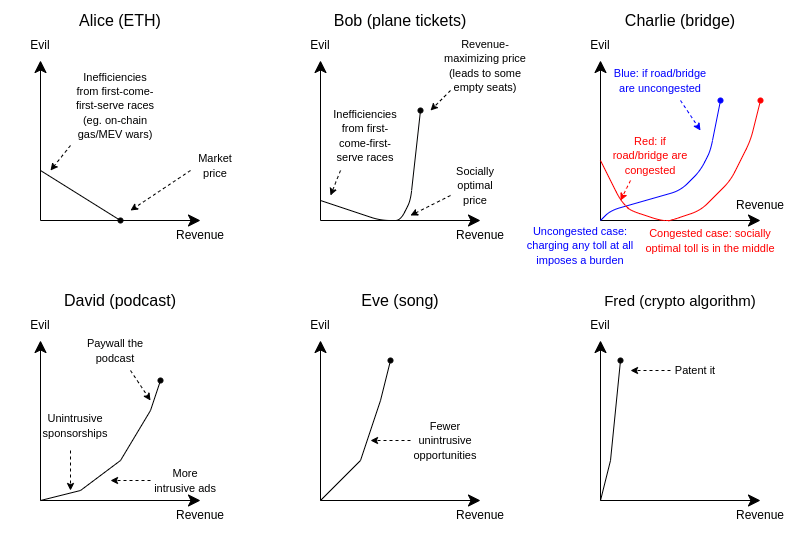 Alice (ETH)
Evil
Inefficiencies
from first-come-
first-serve races
(eg. on-chain
gas/MEV wars)
Market
price
Revenue
Bob (plane tickets)
Evil
Revenue-
maximizing price
(leads to some
empty seats)
Inefficiencies
from first-
come-first-
serve races
Socially
optimal
price
Revenue
Charlie (bridge)
Evil
Blue: if road/bridge
are uncongested
Red: if
road/bridge are
congested
Revenue
Uncongested case:
charging any toll at all
imposes a burden
Congested case: socially
optimal toll is in the middle
David (podcast)
Evil
Paywall the
podcast
Unintrusive
sponsorships
More
intrusive ads
Revenue
Eve (song)
Evil
Fewer
unintrusive
opportunities
Revenue
Fred (crypto algorithm)
Evil
Patent it
Revenue